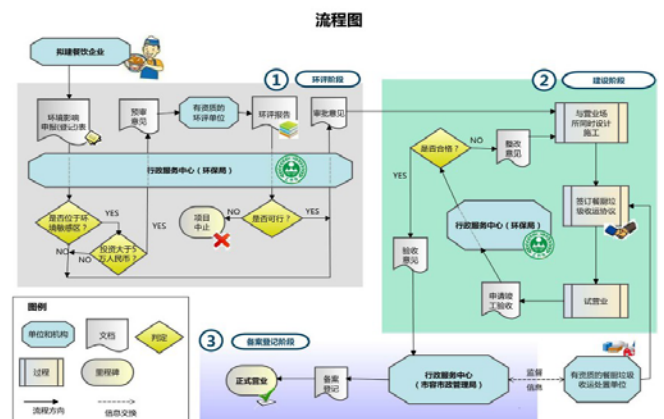 流程图
拟建餐饮企业
1
环评阶段
环境影响
申报(登记)表
预审
意见
有资质的
环评单位
环评报告
审批意见
行政服务中心（环保局）
是否位于环
境敏感区？
YES
NO
投资大于5
万人民币？
NO
YES
项目
中止
NO
是否可行？
YES
2
建设阶段
与营业场
所同时设计
施工
是否合格？
NO
整改
意见
YES
签订餐厨垃
圾收运协议
行政服务中心（环保局）
验收
意见
申请竣
工验收
试营业
图例
单位和机构
文档
判定
过程
里程碑
流程方向
信息交换
3
备案登记阶段
正式营业
备案
登记
行政服务中心
（市容市政管理局）
监督
信息
有资质的餐厨垃圾
收运处置单位